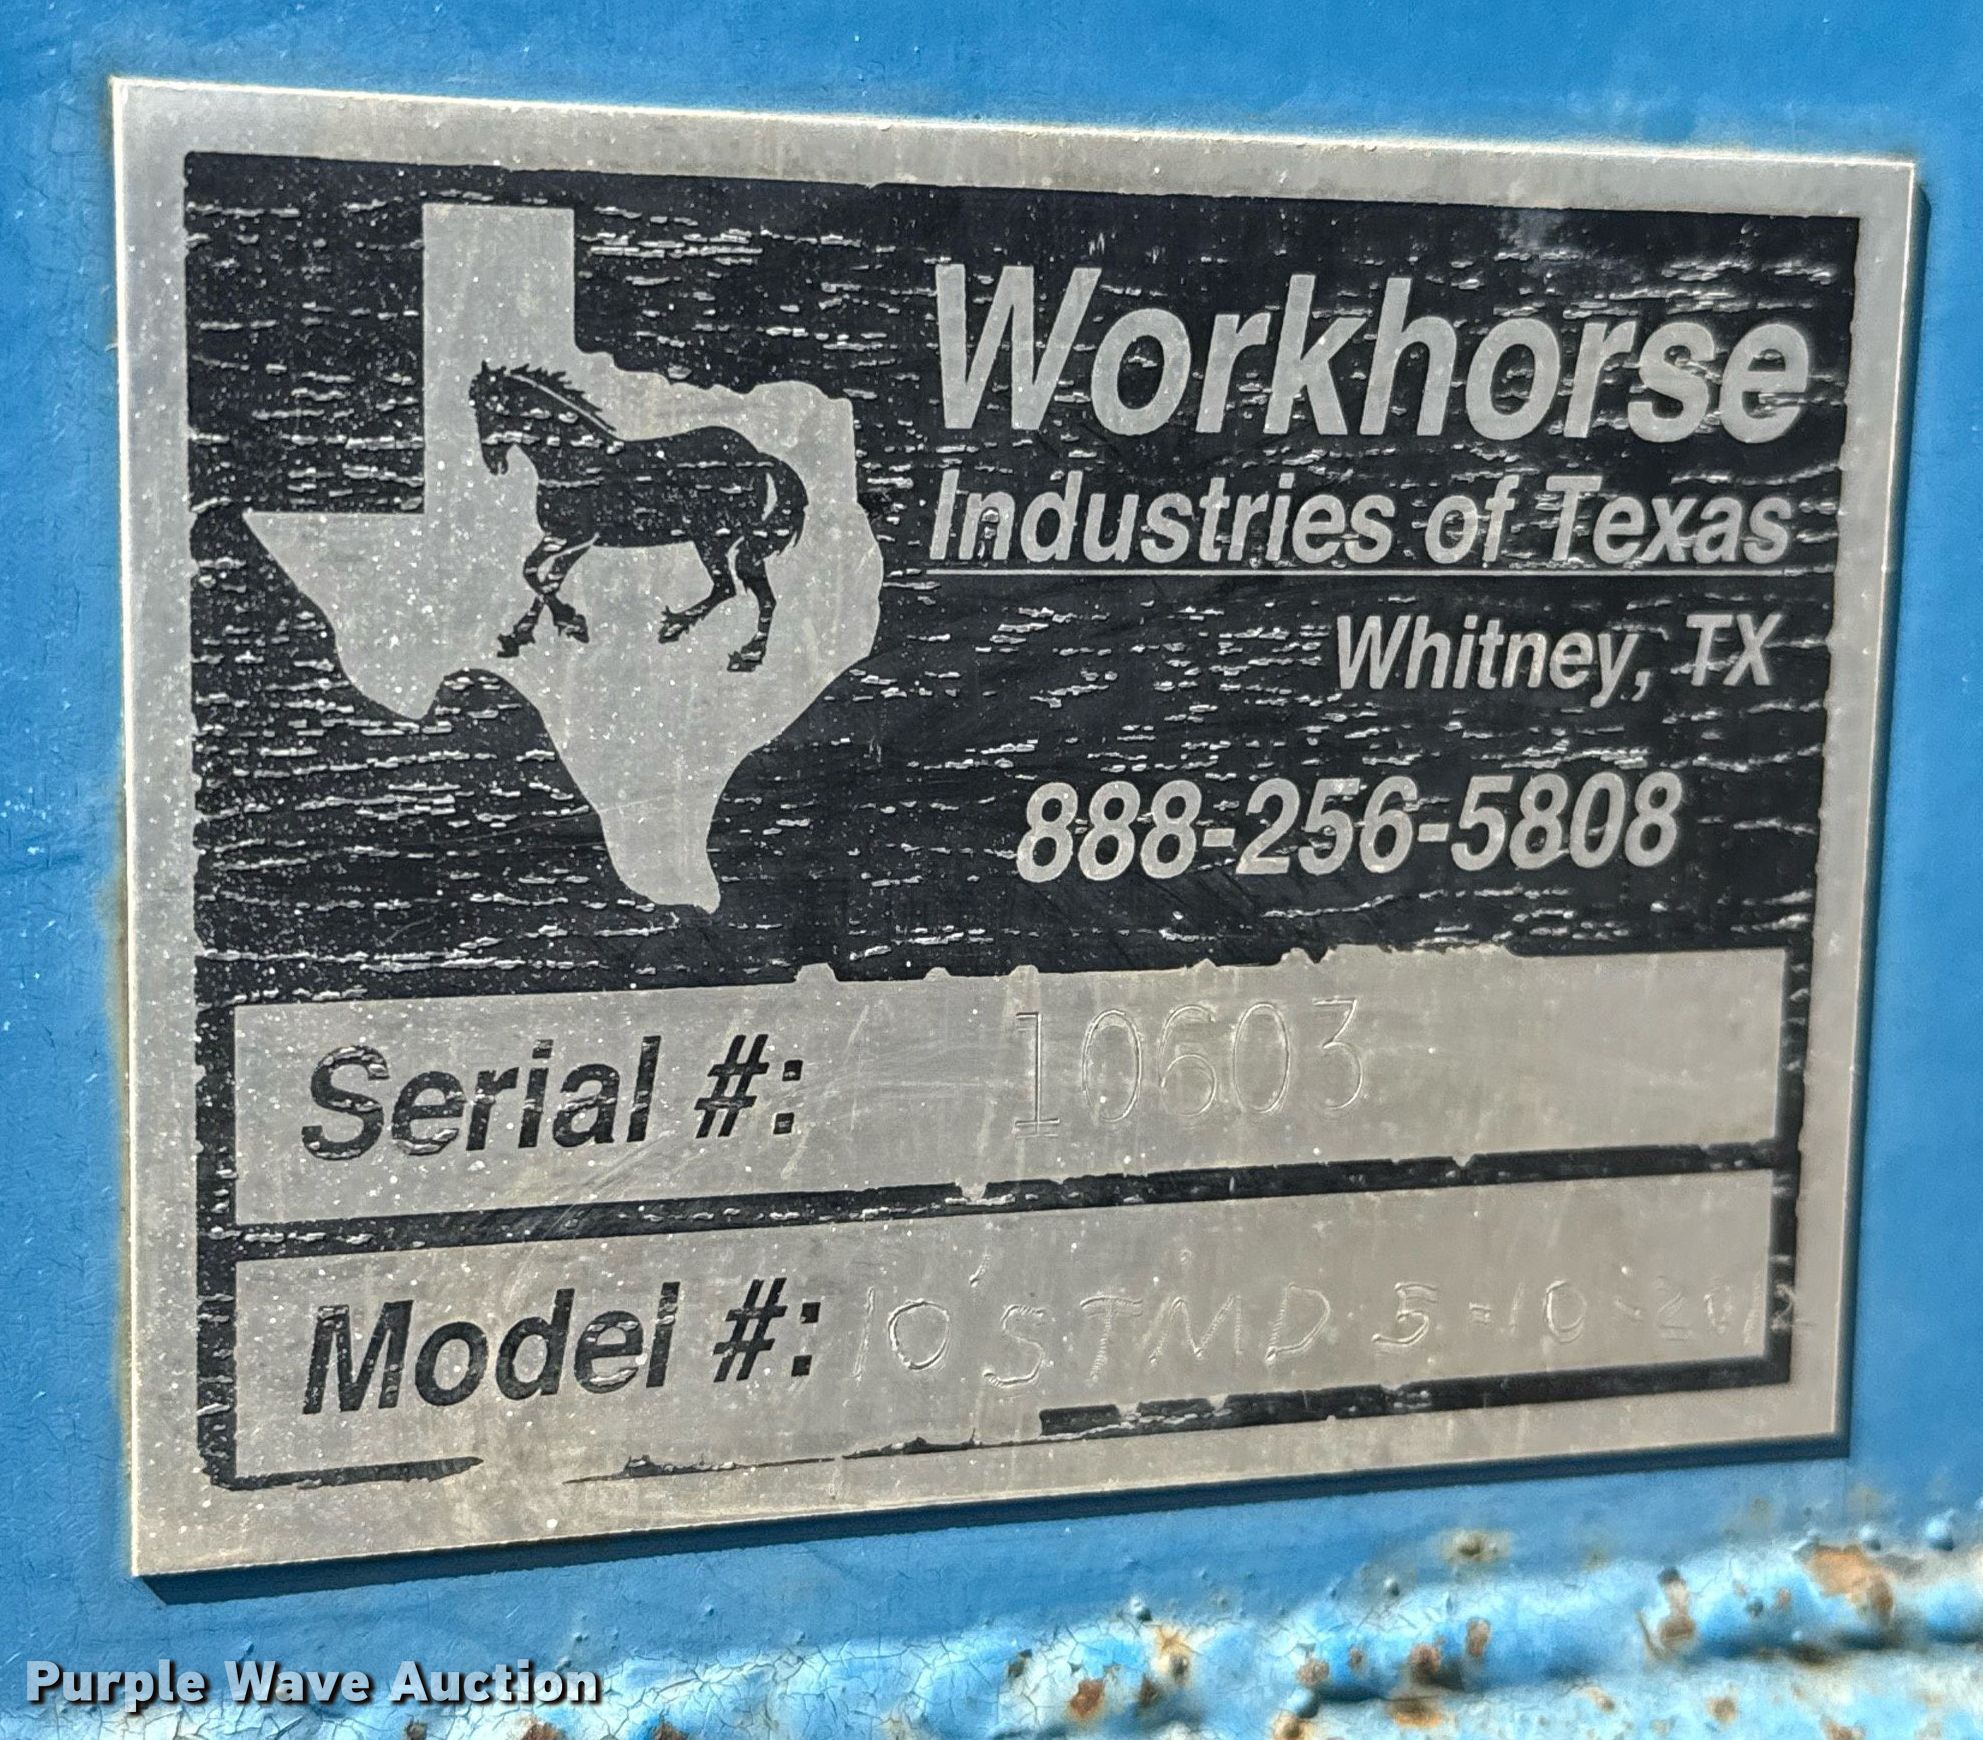 Workhorse
Industries of Texas
Whitney, TX
888-256-5808
Serial #: 10603
Model #: 10'STMD 5-10
Purple Wave Auction